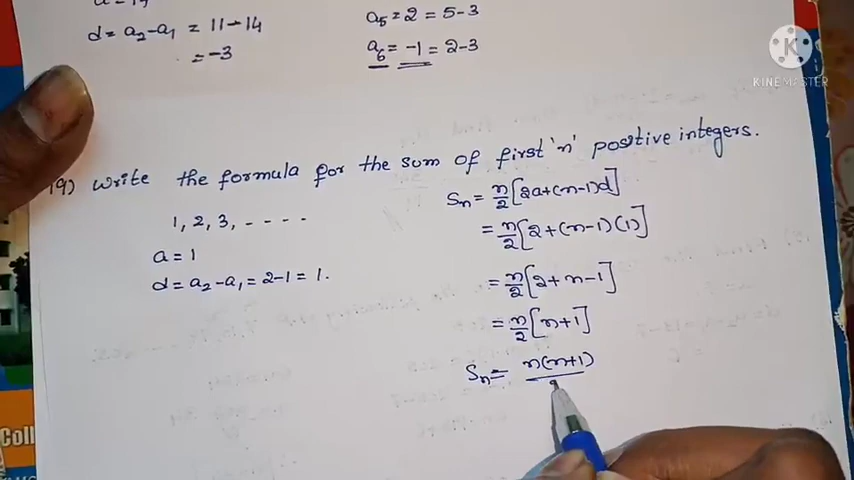 d = a₂-a₁ = 11-14
= -3
a₅ = 2 = 5-3
a₆ = -1 = 2-3
KINEMASTER
19) Write the formula for the sum of first 'n' positive integers.
1, 2, 3, - - - - -
a = 1
d = a₂-a₁ = 2-1 = 1.
Sₙ = n/2 [2a+(n-1)d]
= n/2 [2+(n-1)(1)]
= n/2 [2+n-1]
= n/2 [n+1]
Sₙ = n(n+1)